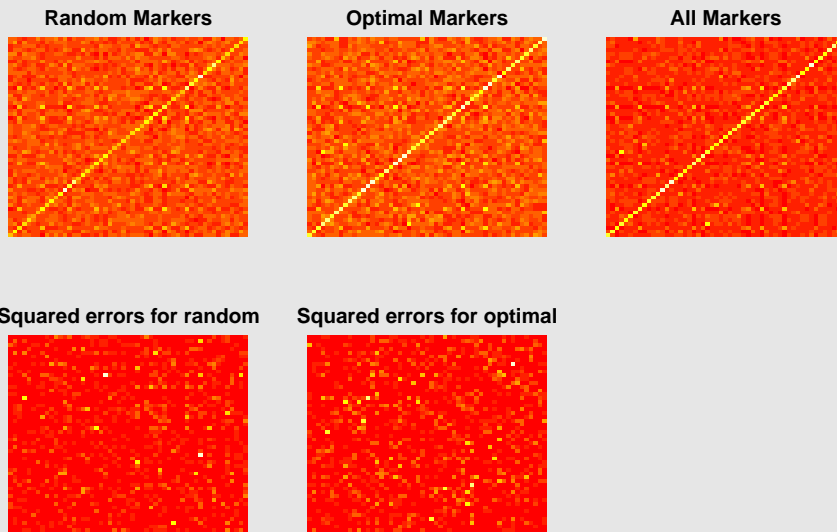 Random Markers
Optimal Markers
All Markers
Squared errors for random
Squared errors for optimal